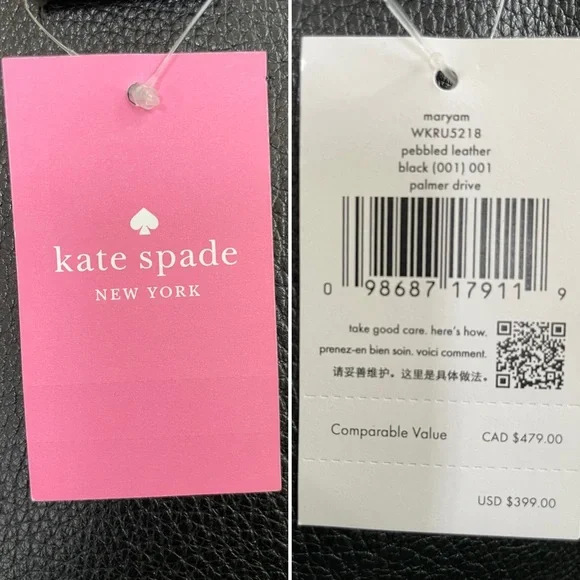 kate spade
NEW YORK
maryam
WKRU5218
pebbled leather
black (001) 001
palmer drive
0 98687 17911 9
take good care. here's how.
prenez-en bien soin. voici comment.
请妥善维护。这里是具体做法。
Comparable Value CAD $479.00
USD $399.00